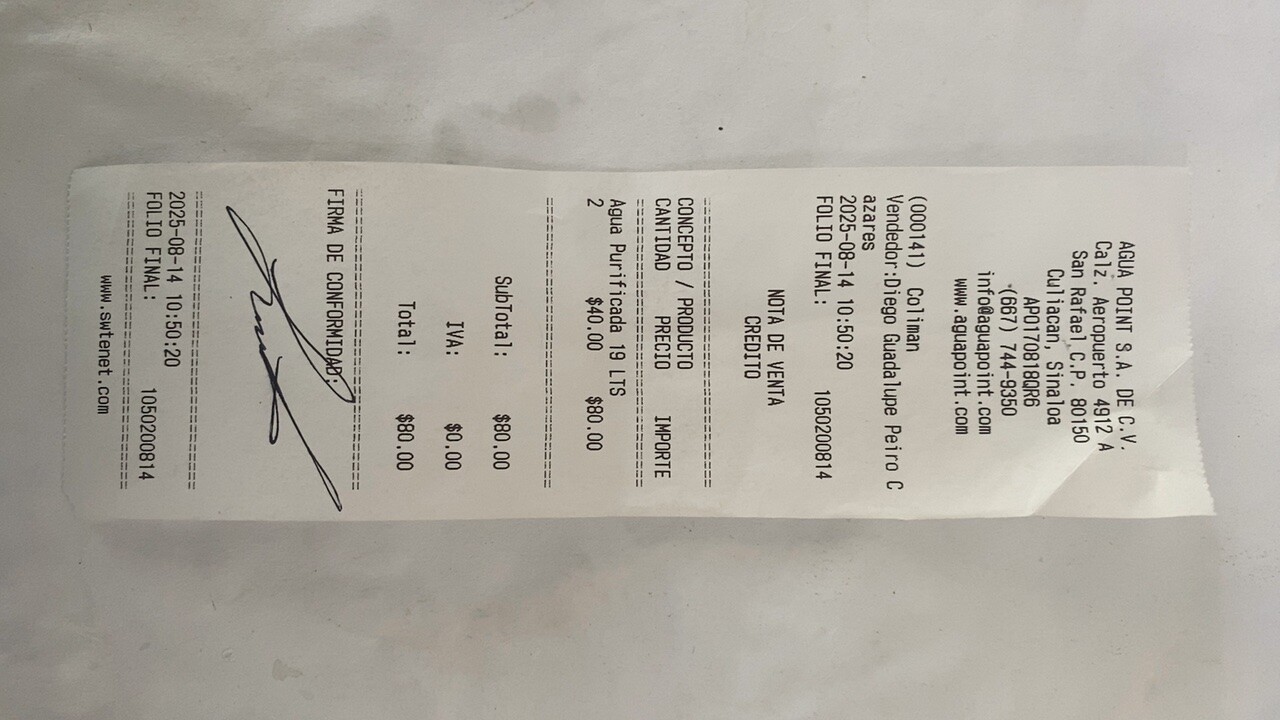 AGUA POINT S.A. DE C.V.
Calz. Aeropuerto 4912 A
San Rafael C.P. 80150
Culiacan, Sinaloa
APO170818QR6
(667) 744-9350
info@aguapoint.com
www.aguapoint.com
(000141) Coliman
Vendedor:Diego Guadalupe Peiro C
azares
2025-08-14 10:50:20
FOLIO FINAL: 1050200814
NOTA DE VENTA
CREDITO
================================
CONCEPTO / PRODUCTO
CANTIDAD PRECIO IMPORTE
================================
Agua Purificada 19 LTS
2 $40.00 $80.00
================================
SubTotal: $80.00
IVA: $0.00
Total: $80.00
================================
FIRMA DE CONFORMIDAD:
================================
2025-08-14 10:50:20
FOLIO FINAL: 1050200814
================================
www.swtenet.com